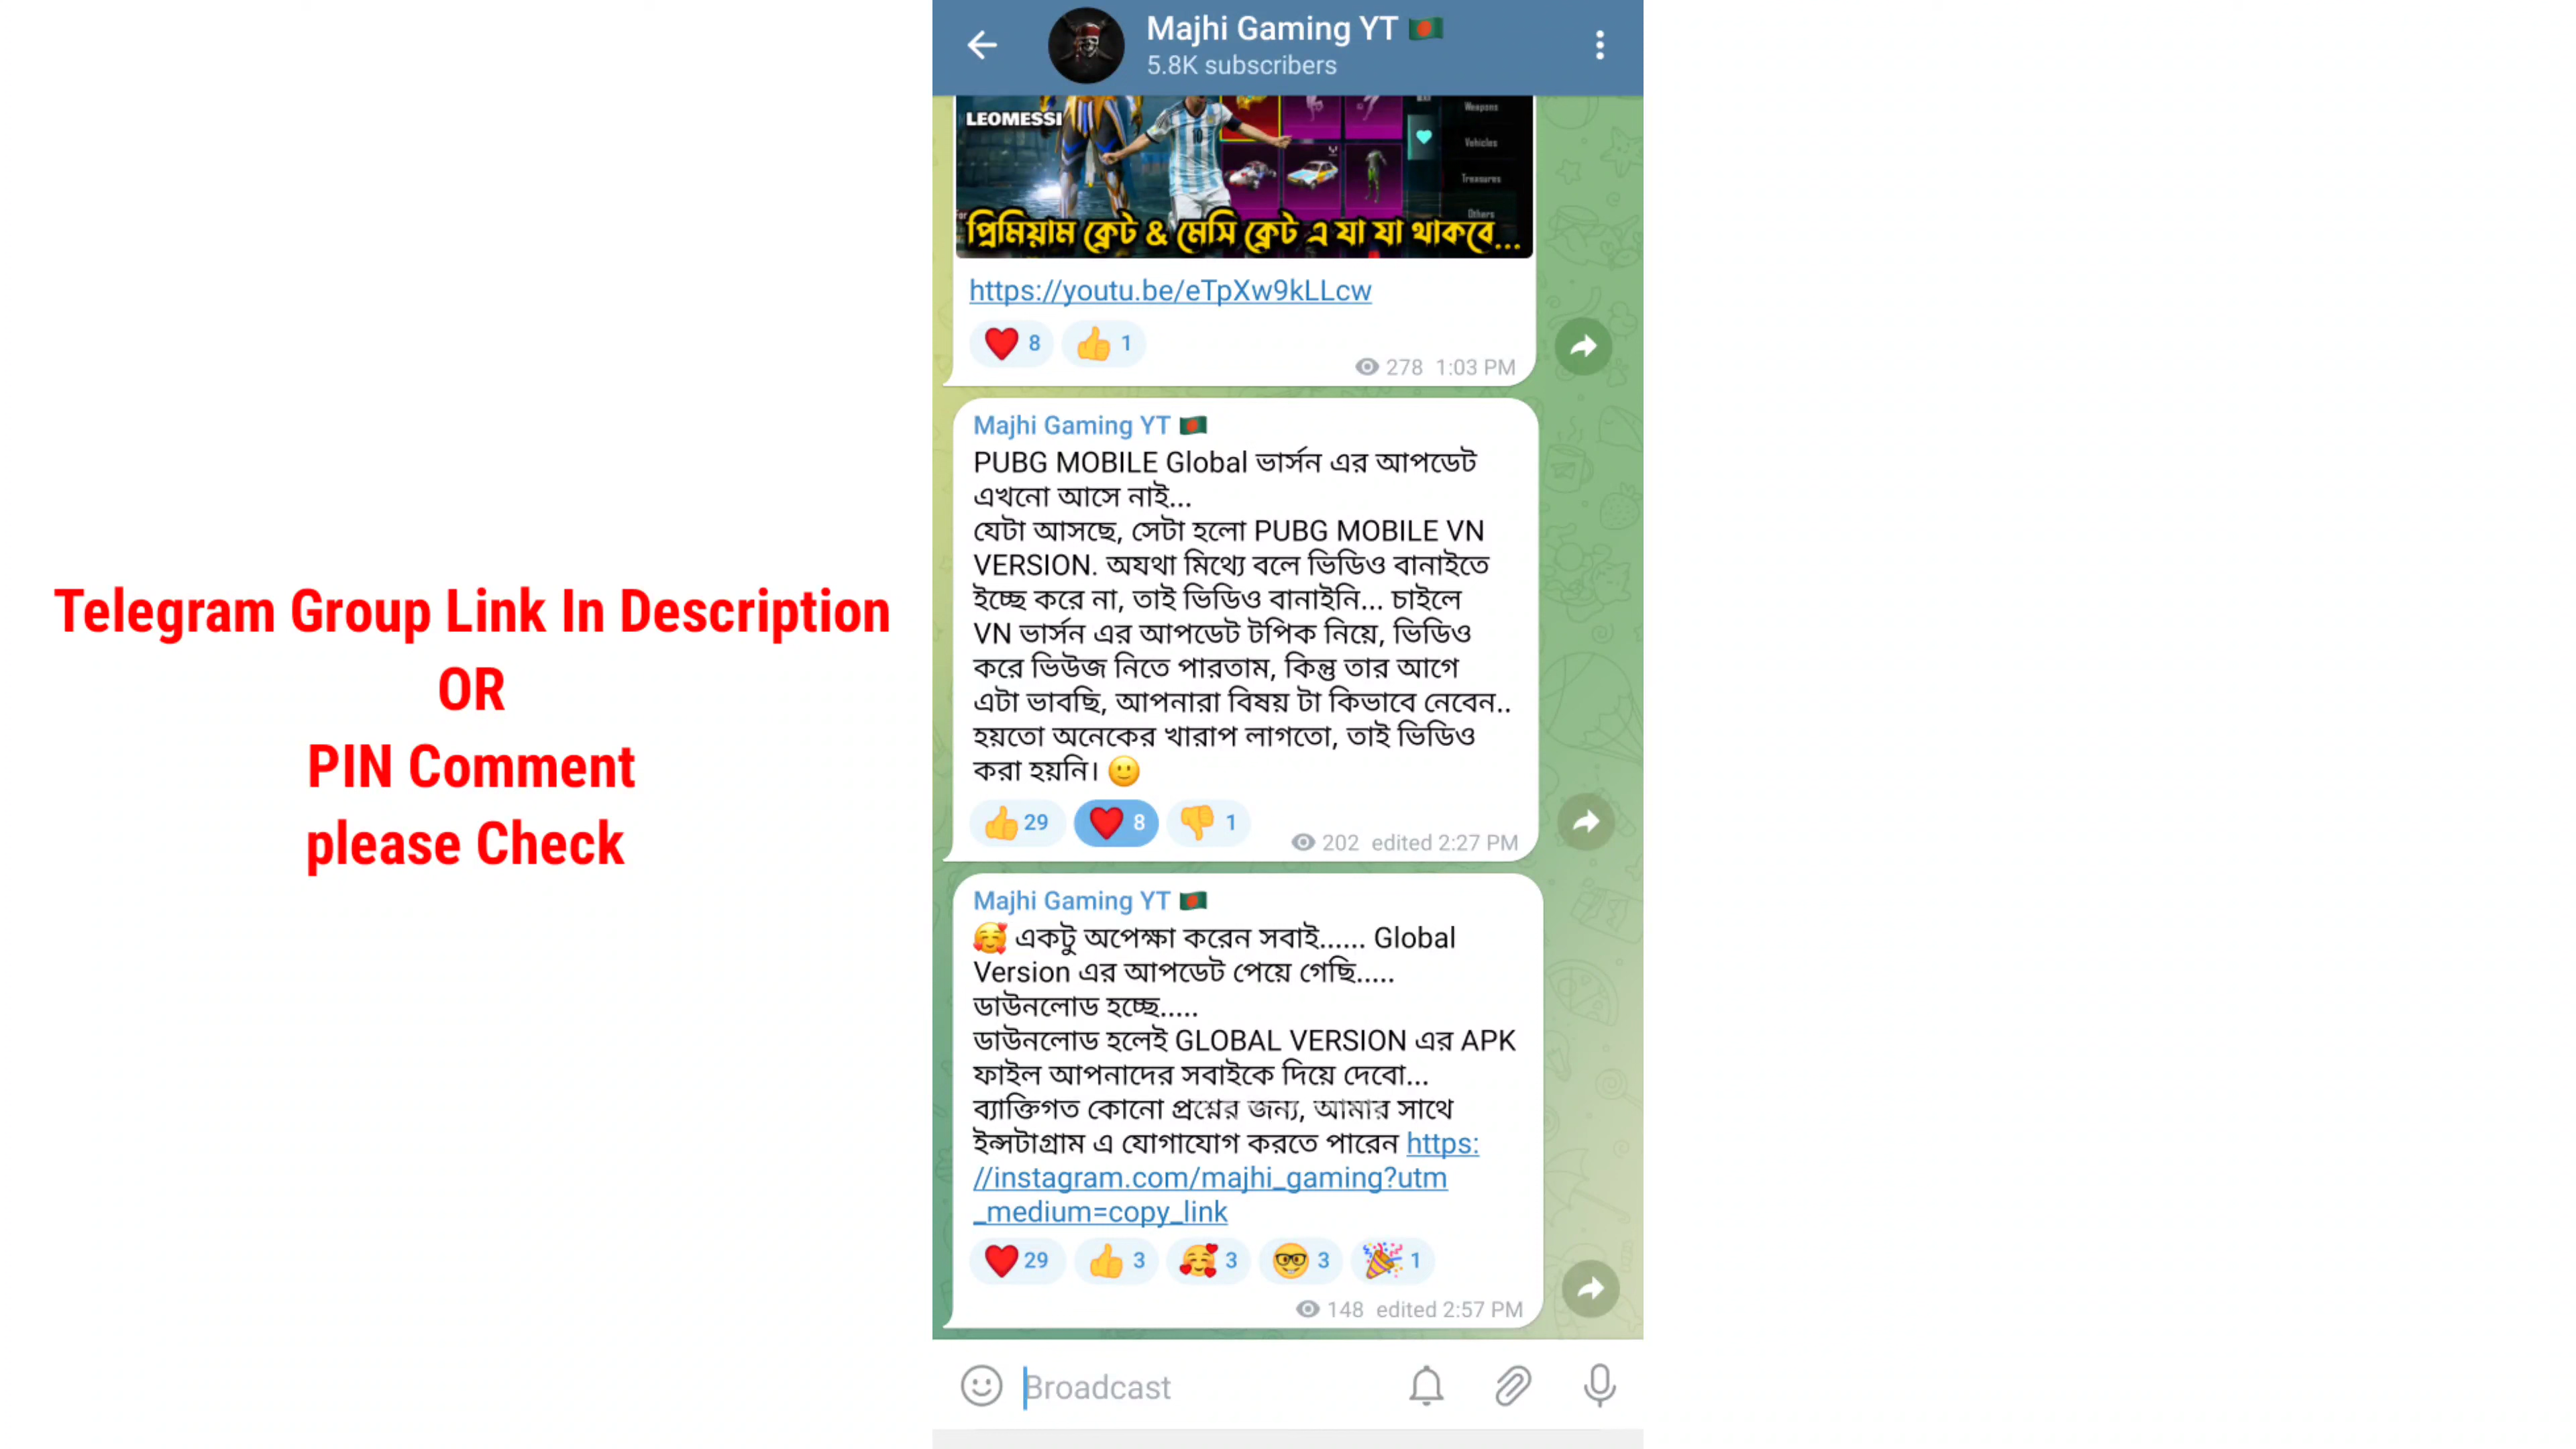 Telegram Group Link In Description
OR
PIN Comment
please Check
Majhi Gaming YT 🇧🇩
5.8K subscribers
LEOMESSI
10
Weapons
Vehicles
Treasures
Others
প্রিমিয়াম ক্রেট & মেসি ক্রেট এ যা যা থাকবে...
https://youtu.be/eTpXw9kLLcw
❤️ 8 👍 1
278 1:03 PM
Majhi Gaming YT 🇧🇩
PUBG MOBILE Global ভার্সন এর আপডেট
এখনো আসে নাই...
যেটা আসছে, সেটা হলো PUBG MOBILE VN
VERSION. অযথা মিথ্যে বলে ভিডিও বানাইতে
ইচ্ছে করে না, তাই ভিডিও বানাইনি... চাইলে
VN ভার্সন এর আপডেট টপিক নিয়ে, ভিডিও
করে ভিউজ নিতে পারতাম, কিন্তু তার আগে
এটা ভাবছি, আপনারা বিষয় টা কিভাবে নেবেন..
হয়তো অনেকের খারাপ লাগতো, তাই ভিডিও
করা হয়নি। 🙂
👍 29 ❤️ 8 👎 1
202 edited 2:27 PM
Majhi Gaming YT 🇧🇩
🥰 একটু অপেক্ষা করেন সবাই...... Global
Version এর আপডেট পেয়ে গেছি.....
ডাউনলোড হচ্ছে.....
ডাউনলোড হলেই GLOBAL VERSION এর APK
ফাইল আপনাদের সবাইকে দিয়ে দেবো...
ব্যাক্তিগত কোনো প্রশ্নের জন্য, আমার সাথে
ইন্সটাগ্রাম এ যোগাযোগ করতে পারেন https:
//instagram.com/majhi_gaming?utm
_medium=copy_link
❤️ 29 👍 3 🥰 3 🤓 3 🎉 1
148 edited 2:57 PM
Broadcast